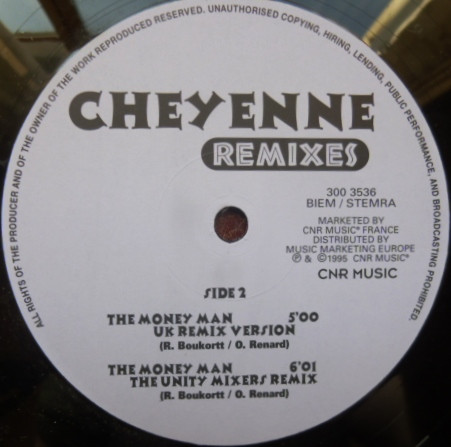 ALL RIGHTS OF THE PRODUCER AND OF THE OWNER OF THE WORK REPRODUCED RESERVED. UNAUTHORISED COPYING, HIRING, LENDING, PUBLIC PERFORMANCE, AND BROADCASTING PROHIBITED.
CHEYENNE
REMIXES
300 3536
BIEM / STEMRA
MARKETED BY
CNR MUSIC® FRANCE
DISTRIBUTED BY
MUSIC MARKETING EUROPE
℗ & ©1995 CNR MUSIC®
CNR MUSIC
SIDE 2
THE MONEY MAN 5'00
UK REMIX VERSION
(R. Boukortt / O. Renard)
THE MONEY MAN 6'01
THE UNITY MIXERS REMIX
(R. Boukortt / O. Renard)